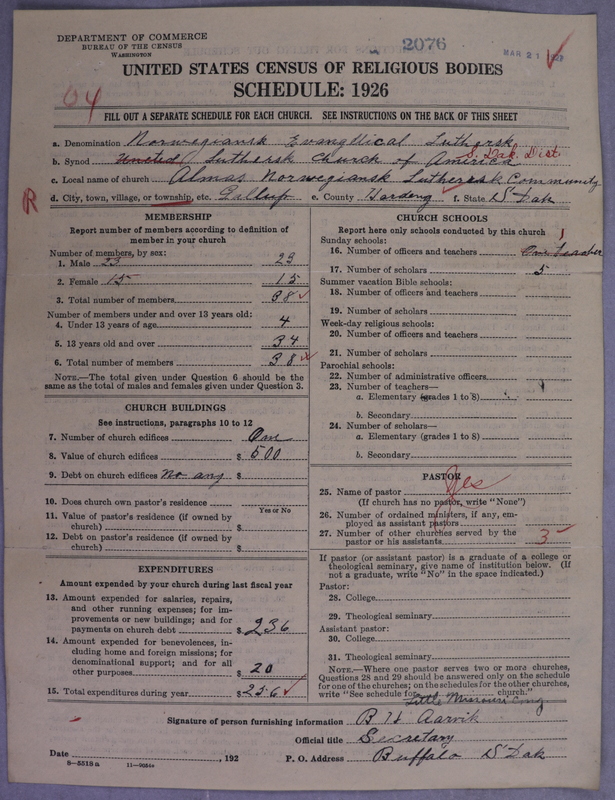 DEPARTMENT OF COMMERCE
BUREAU OF THE CENSUS
WASHINGTON
2076
MAR 21
UNITED STATES CENSUS OF RELIGIOUS BODIES
SCHEDULE: 1926
FILL OUT A SEPARATE SCHEDULE FOR EACH CHURCH. SEE INSTRUCTIONS ON THE BACK OF THIS SHEET
a. Denomination Norwegiansk Evangelical Luthersk
b. Synod United Luthersk Church of America S. Dak. Dist.
c. Local name of church Almas Norwegiansk Luthersk Community
d. City, town, village, or township, etc. e. County Harding f. State S Dak
R
MEMBERSHIP
Report number of members according to definition of
member in your church
Number of members, by sex:
1. Male 23 23
2. Female 15 15
3. Total number of members 38
Number of members under and over 13 years old:
4. Under 13 years of age 4
5. 13 years old and over 34
6. Total number of members 38
NOTE.—The total given under Question 6 should be
same as the total of males and females given under Question 3.
CHURCH BUILDINGS
See instructions, paragraphs 10 to 12
7. Number of church edifices One
8. Value of church edifices $ 500
9. Debt on church edifices No any $
10. Does church own pastor's residence
Yes or No
11. Value of pastor's residence (if owned by
church) $
12. Debt on pastor's residence (if owned by
church) $
EXPENDITURES
Amount expended by your church during last fiscal year
13. Amount expended for salaries, repairs,
and other running expenses; for im-
provements or new buildings; and for
payments on church debt $ 236
14. Amount expended for benevolences, in-
cluding home and foreign missions; for
denominational support; and for all
other purposes $ 20
15. Total expenditures during year $ 256
CHURCH SCHOOLS
Report here only schools conducted by this church
Sunday schools:
16. Number of officers and teachers One teacher 1
17. Number of scholars 5
Summer vacation Bible schools:
18. Number of officers and teachers
19. Number of scholars
Week-day religious schools:
20. Number of officers and teachers
21. Number of scholars
Parochial schools:
22. Number of administrative officers
23. Number of teachers—
a. Elementary (grades 1 to 8)
b. Secondary
24. Number of scholars—
a. Elementary (grades 1 to 8)
b. Secondary
PASTOR
Yes
25. Name of pastor
(If church has no pastor, write "None")
26. Number of ordained ministers, if any, em-
ployed as assistant pastors
27. Number of other churches served by the
pastor or his assistants 3
If pastor (or assistant pastor) is a graduate of a college or
theological seminary, give name of institution below. (If
not a graduate, write "No" in the space indicated.)
Pastor:
28. College
29. Theological seminary
Assistant pastor:
30. College
31. Theological seminary
NOTE.—Where one pastor serves two or more churches,
Questions 28 and 29 should be answered only on the schedule
for one of the churches; on the schedules for the other churches,
write "See schedule for church."
Little Missouri Cong
Signature of person furnishing information B H Aarvik
Official title Secretary
Date , 192 P. O. Address Buffalo S Dak
8-5518a 11-9054